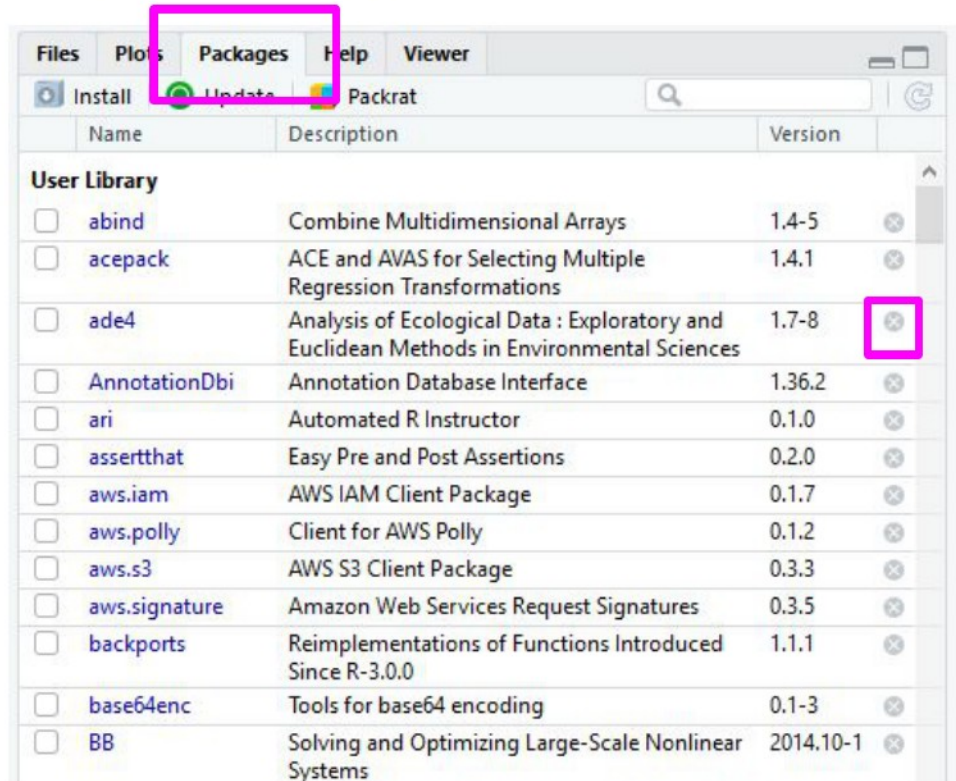 Files Plots Packages Help Viewer
Install Update Packrat
Name Description Version
User Library
abind Combine Multidimensional Arrays 1.4-5
acepack ACE and AVAS for Selecting Multiple 1.4.1
Regression Transformations
ade4 Analysis of Ecological Data : Exploratory and 1.7-8
Euclidean Methods in Environmental Sciences
AnnotationDbi Annotation Database Interface 1.36.2
ari Automated R Instructor 0.1.0
assertthat Easy Pre and Post Assertions 0.2.0
aws.iam AWS IAM Client Package 0.1.7
aws.polly Client for AWS Polly 0.1.2
aws.s3 AWS S3 Client Package 0.3.3
aws.signature Amazon Web Services Request Signatures 0.3.5
backports Reimplementations of Functions Introduced 1.1.1
Since R-3.0.0
base64enc Tools for base64 encoding 0.1-3
BB Solving and Optimizing Large-Scale Nonlinear 2014.10-1
Systems